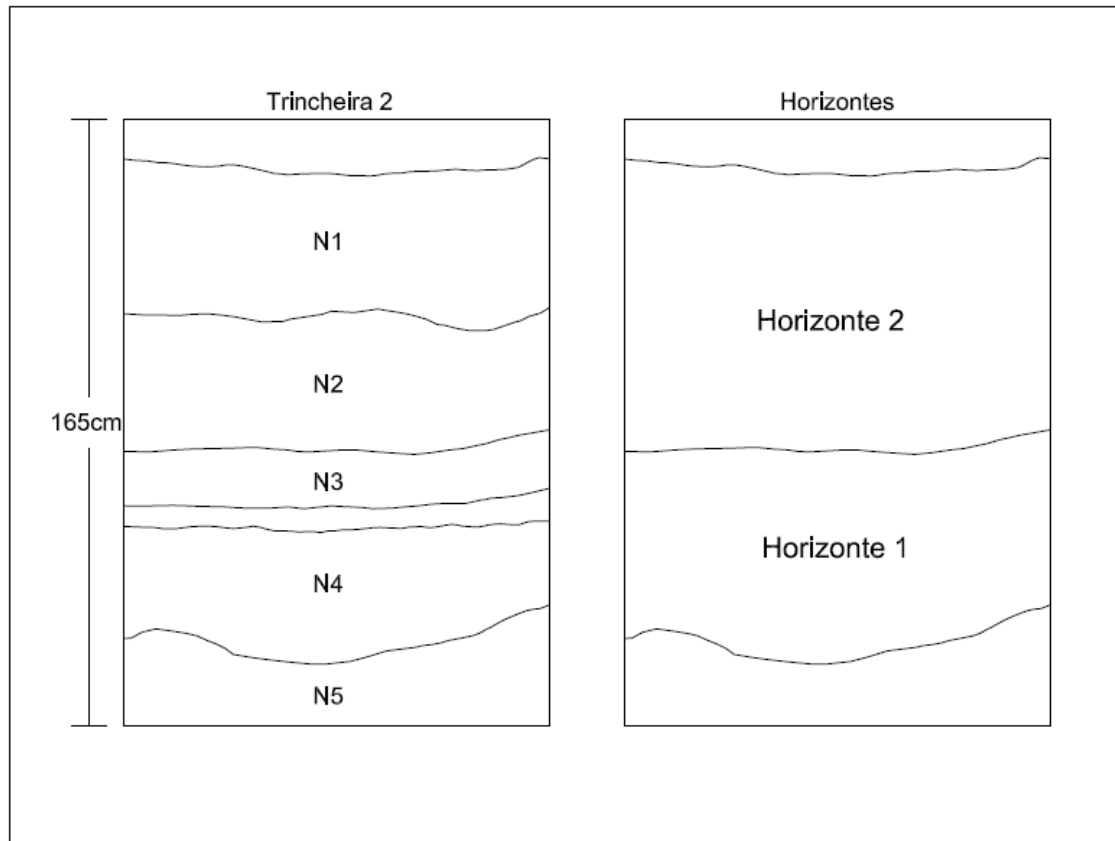 Trincheira 2
N1
N2
165cm
N3
N4
N5
Horizontes
Horizonte 2
Horizonte 1